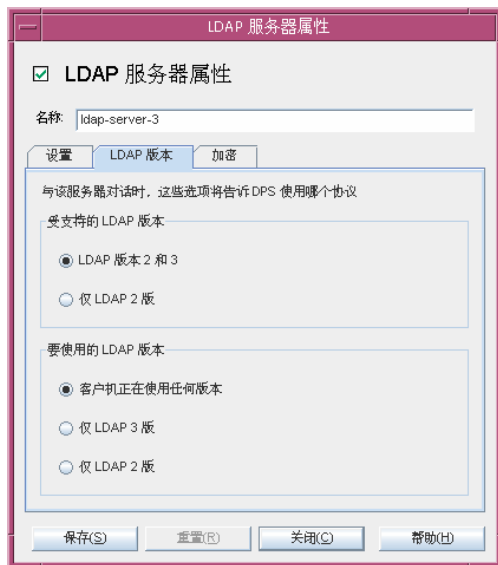 LDAP 服务器属性
LDAP 服务器属性
名称: ldap-server-3
设置 LDAP 版本 加密
与该服务器对话时，这些选项将告诉 DPS 使用哪个协议
受支持的 LDAP 版本
LDAP 版本 2 和 3
仅 LDAP 2 版
要使用的 LDAP 版本
客户机正在使用任何版本
仅 LDAP 3 版
仅 LDAP 2 版
保存(S) 重置(R) 关闭(C) 帮助(H)